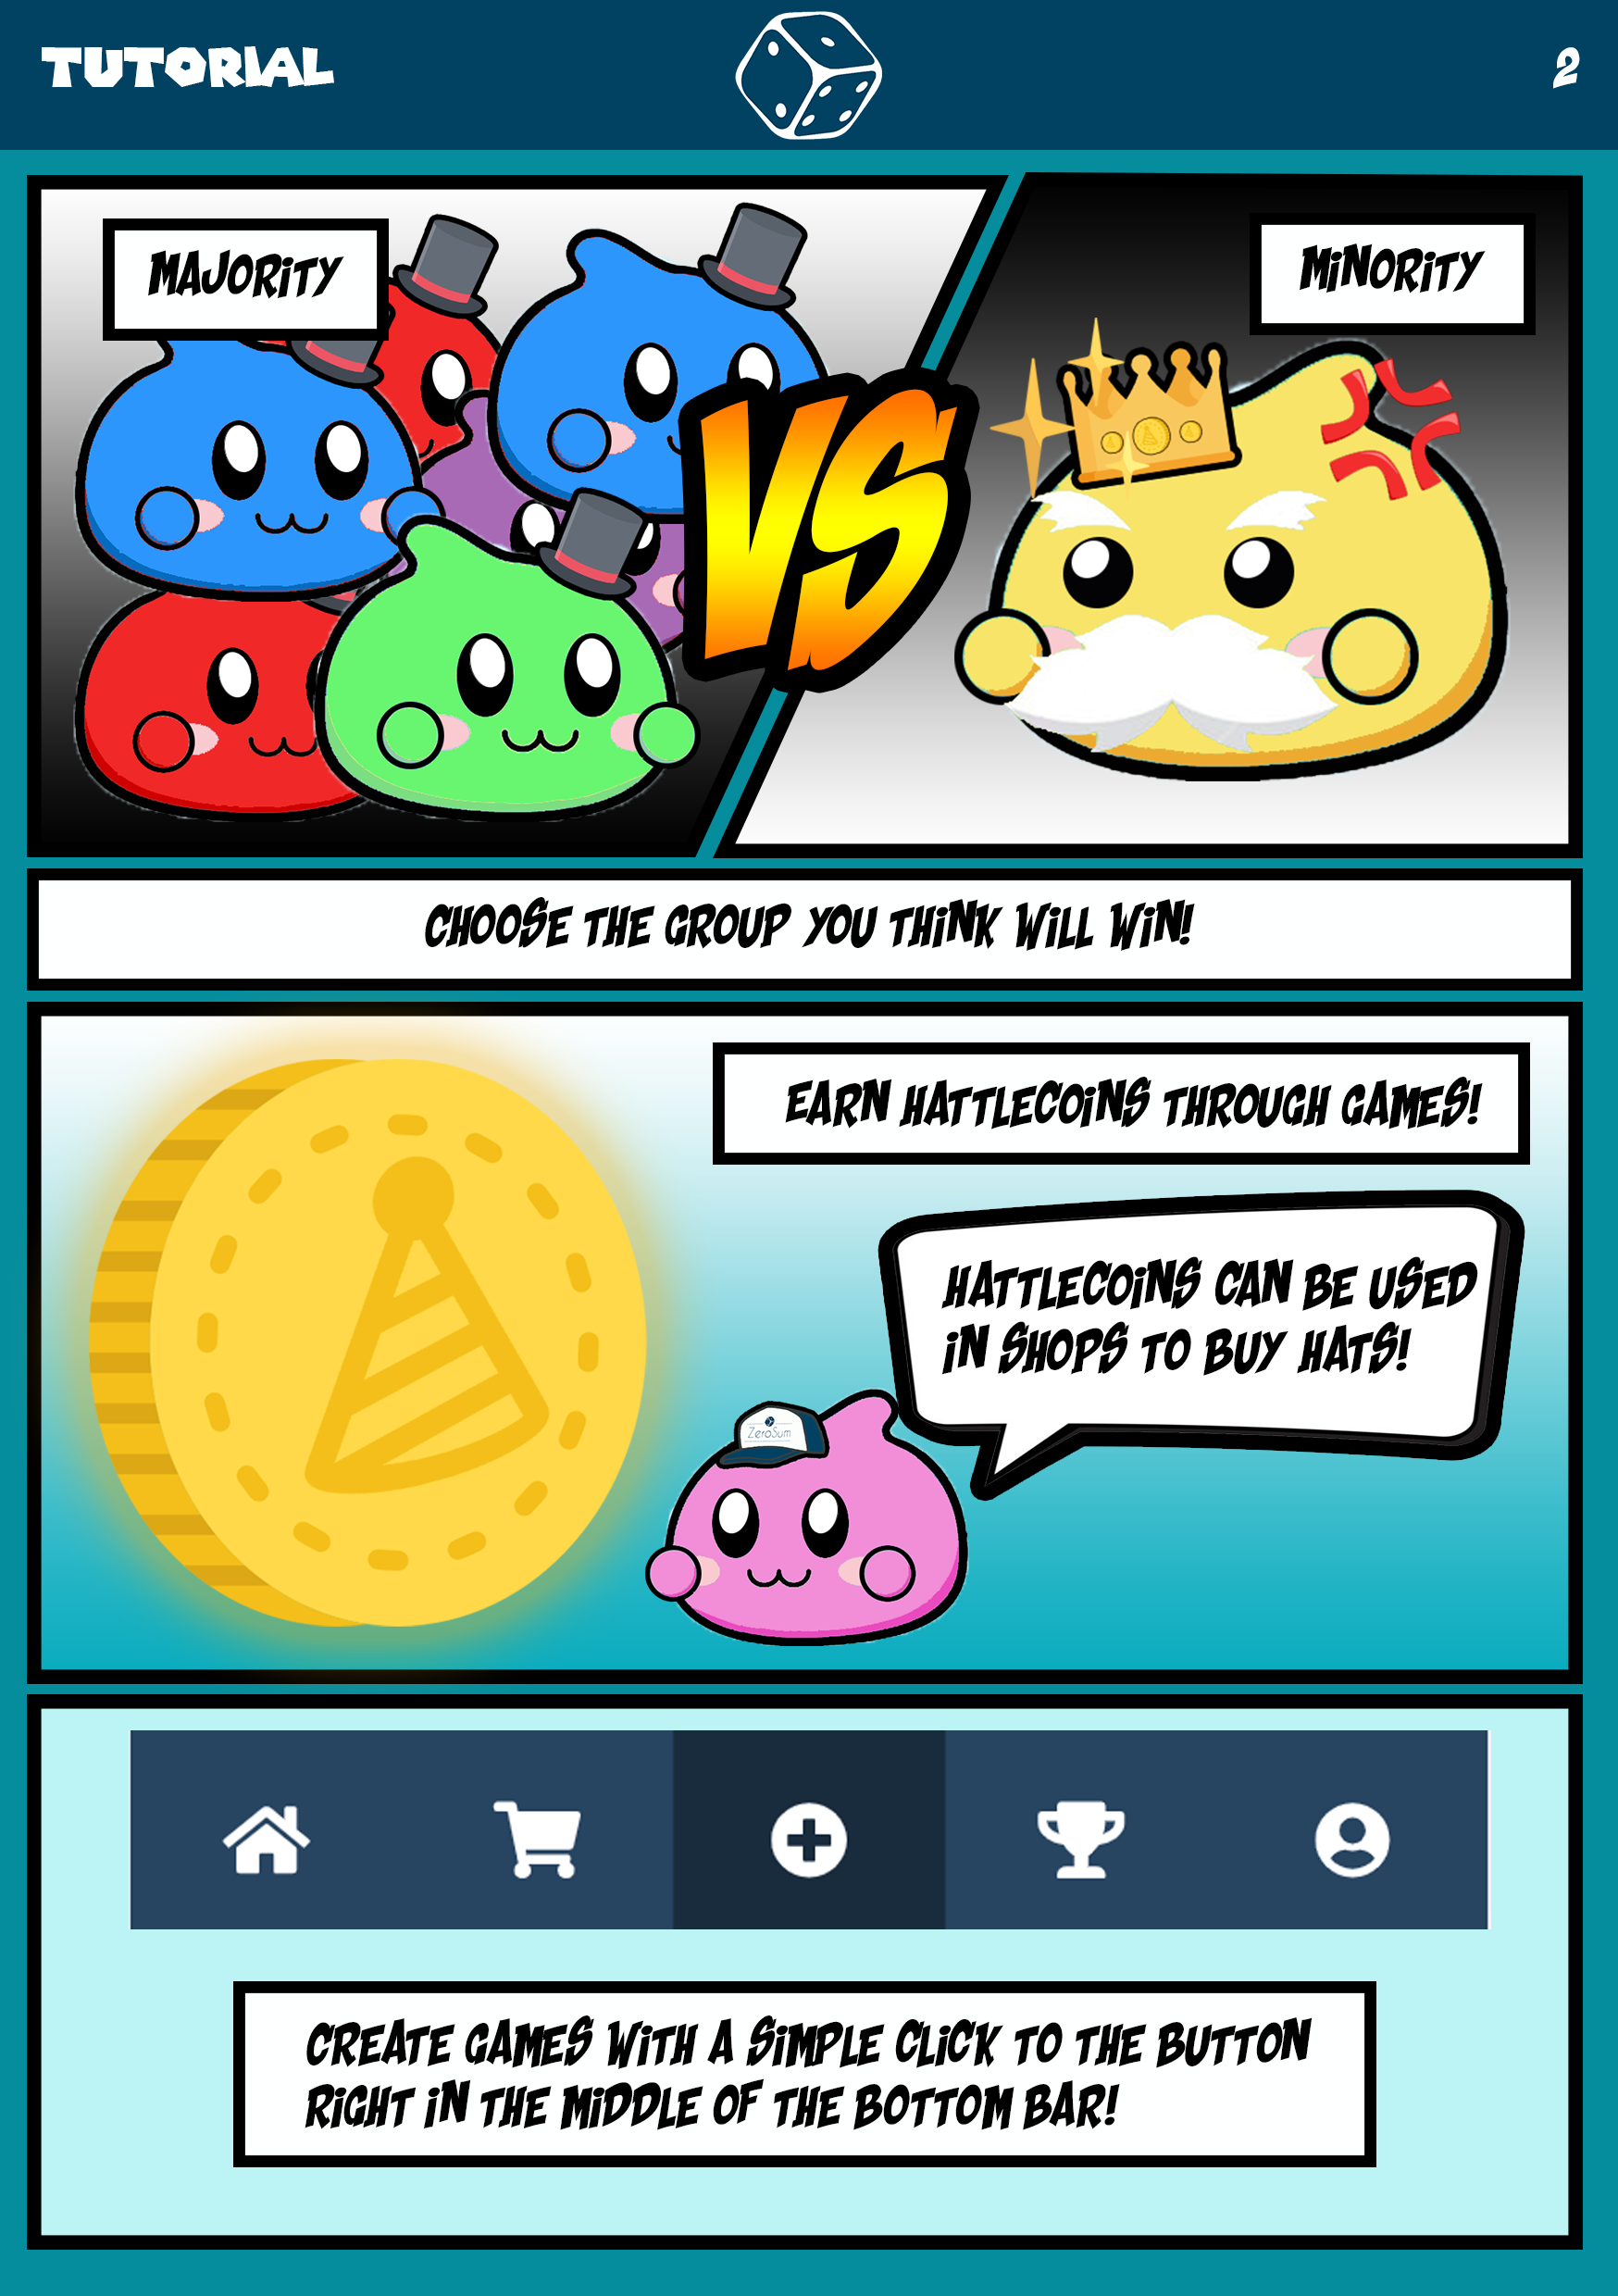 TUTORIAL
2
MAJORITY
MINORITY
VS
CHOOSE THE GROUP YOU THINK WILL WIN!
EARN HATTLECOINS THROUGH GAMES!
HATTLECOINS CAN BE USED
IN SHOPS TO BUY HATS!
ZeroSum
CREATE GAMES WITH A SIMPLE CLICK TO THE BUTTON
RIGHT IN THE MIDDLE OF THE BOTTOM BAR!